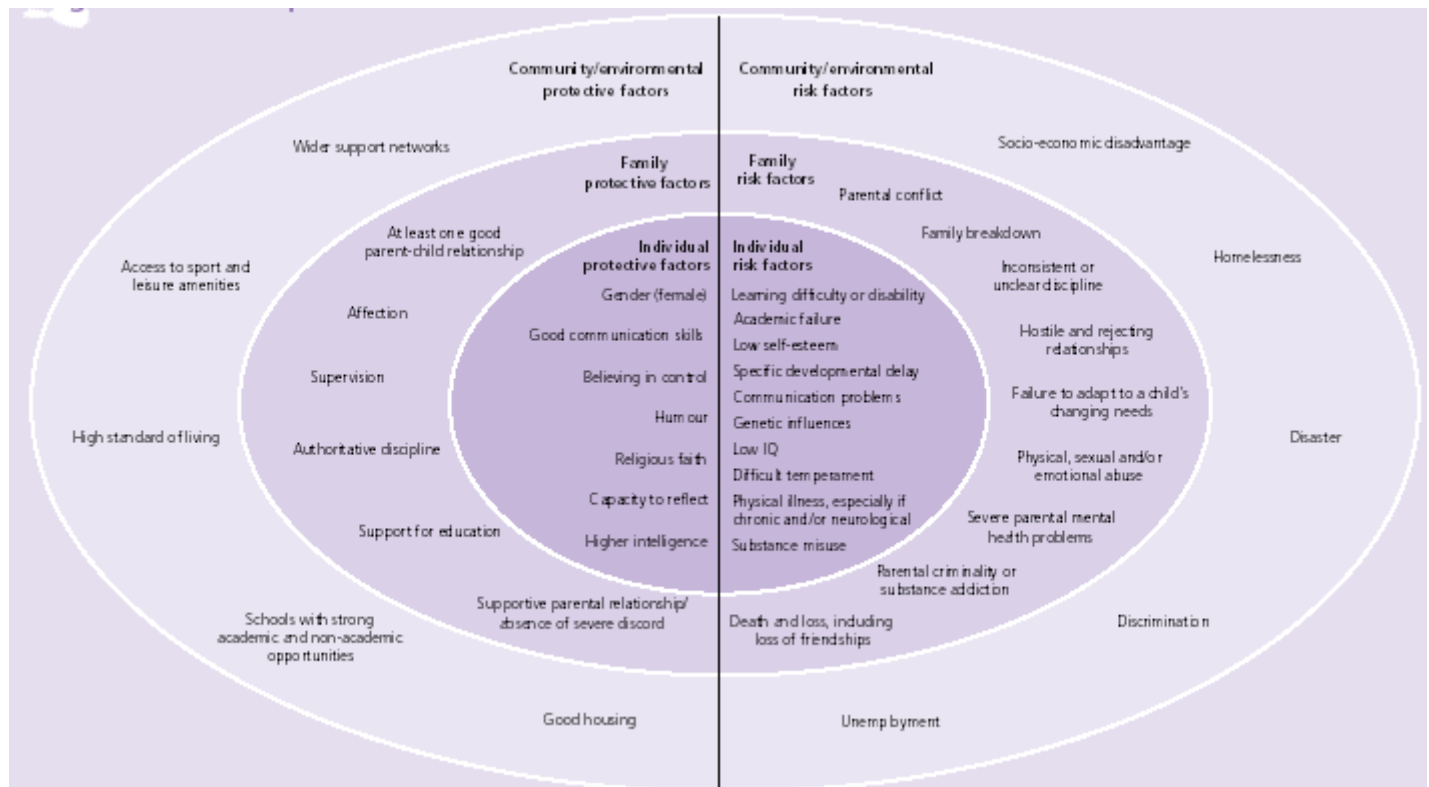 Community/environmental
protective factors
Wider support networks
Access to sport and
leisure amenities
High standard of living
Schools with strong
academic and non-academic
opportunities
Good housing
Family
protective factors
At least one good
parent-child relationship
Affection
Supervision
Authoritative discipline
Support for education
Supportive parental relationship/
absence of severe discord
Individual
protective factors
Gender (female)
Good communication skills
Believing in control
Humour
Religious faith
Capacity to reflect
Higher intelligence
Individual
risk factors
Learning difficulty or disability
Academic failure
Low self-esteem
Specific developmental delay
Communication problems
Genetic influences
Low IQ
Difficult temperament
Physical illness, especially if
chronic and/or neurological
Substance misuse
Family
risk factors
Parental conflict
Family breakdown
Inconsistent or
unclear discipline
Hostile and rejecting
relationships
Failure to adapt to a child's
changing needs
Physical, sexual and/or
emotional abuse
Severe parental mental
health problems
Parental criminality or
substance addiction
Death and loss, including
loss of friendships
Community/environmental
risk factors
Socio-economic disadvantage
Homelessness
Disaster
Discrimination
Unemployment